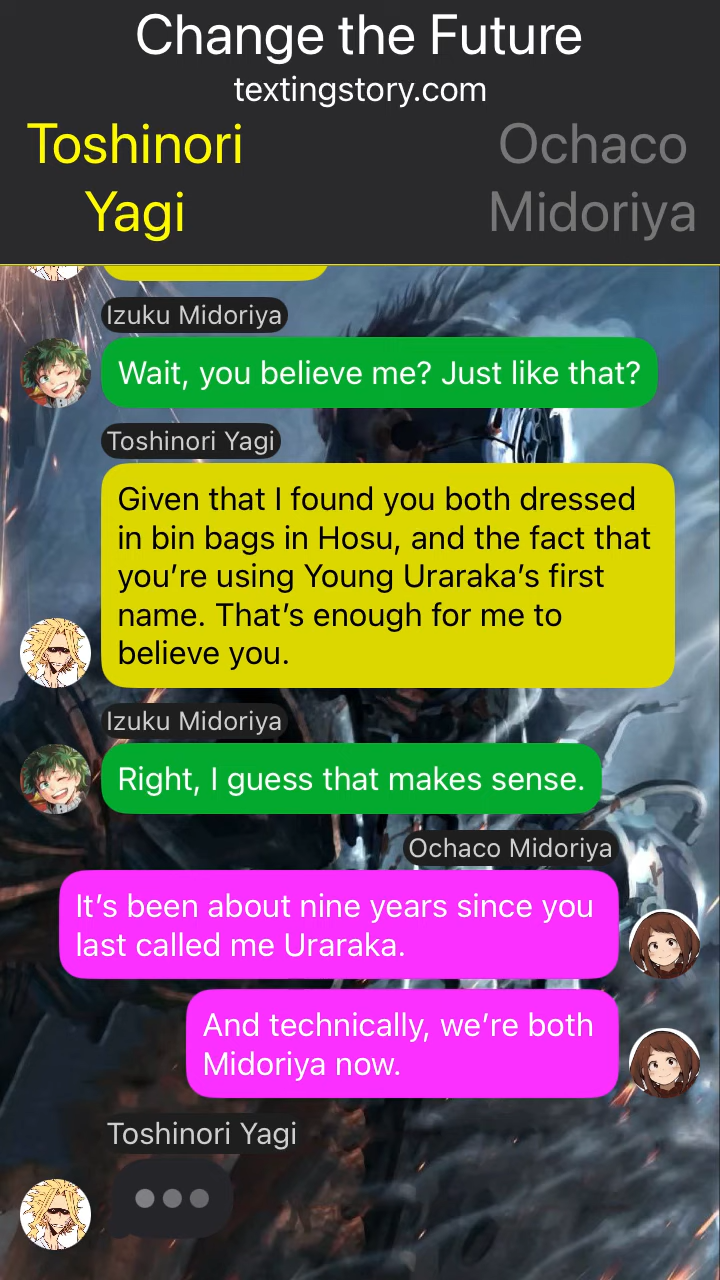 Change the Future
textingstory.com
Toshinori
Yagi
Ochaco
Midoriya
Izuku Midoriya
Wait, you believe me? Just like that?
Toshinori Yagi
Given that I found you both dressed
in bin bags in Hosu, and the fact that
you’re using Young Uraraka’s first
name. That’s enough for me to
believe you.
Izuku Midoriya
Right, I guess that makes sense.
Ochaco Midoriya
It’s been about nine years since you
last called me Uraraka.
And technically, we’re both
Midoriya now.
Toshinori Yagi